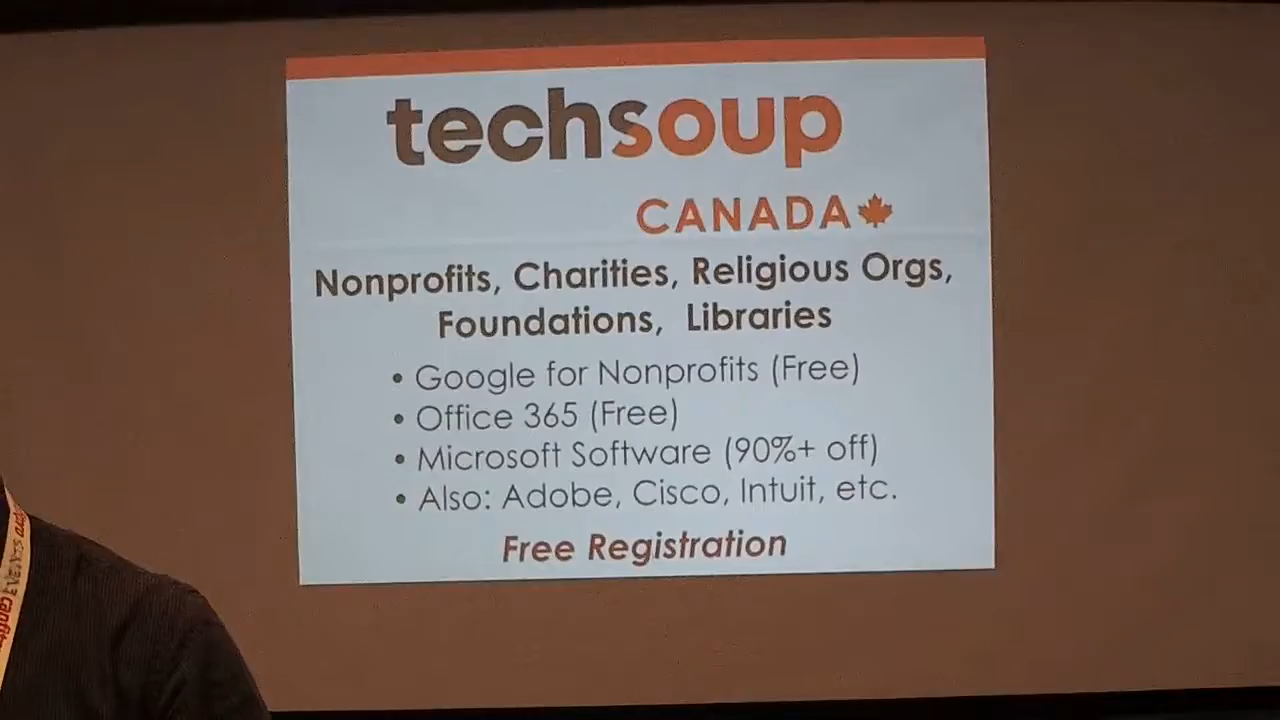 techsoup
CANADA
Nonprofits, Charities, Religious Orgs,
Foundations, Libraries
• Google for Nonprofits (Free)
• Office 365 (Free)
• Microsoft Software (90%+ off)
• Also: Adobe, Cisco, Intuit, etc.
Free Registration